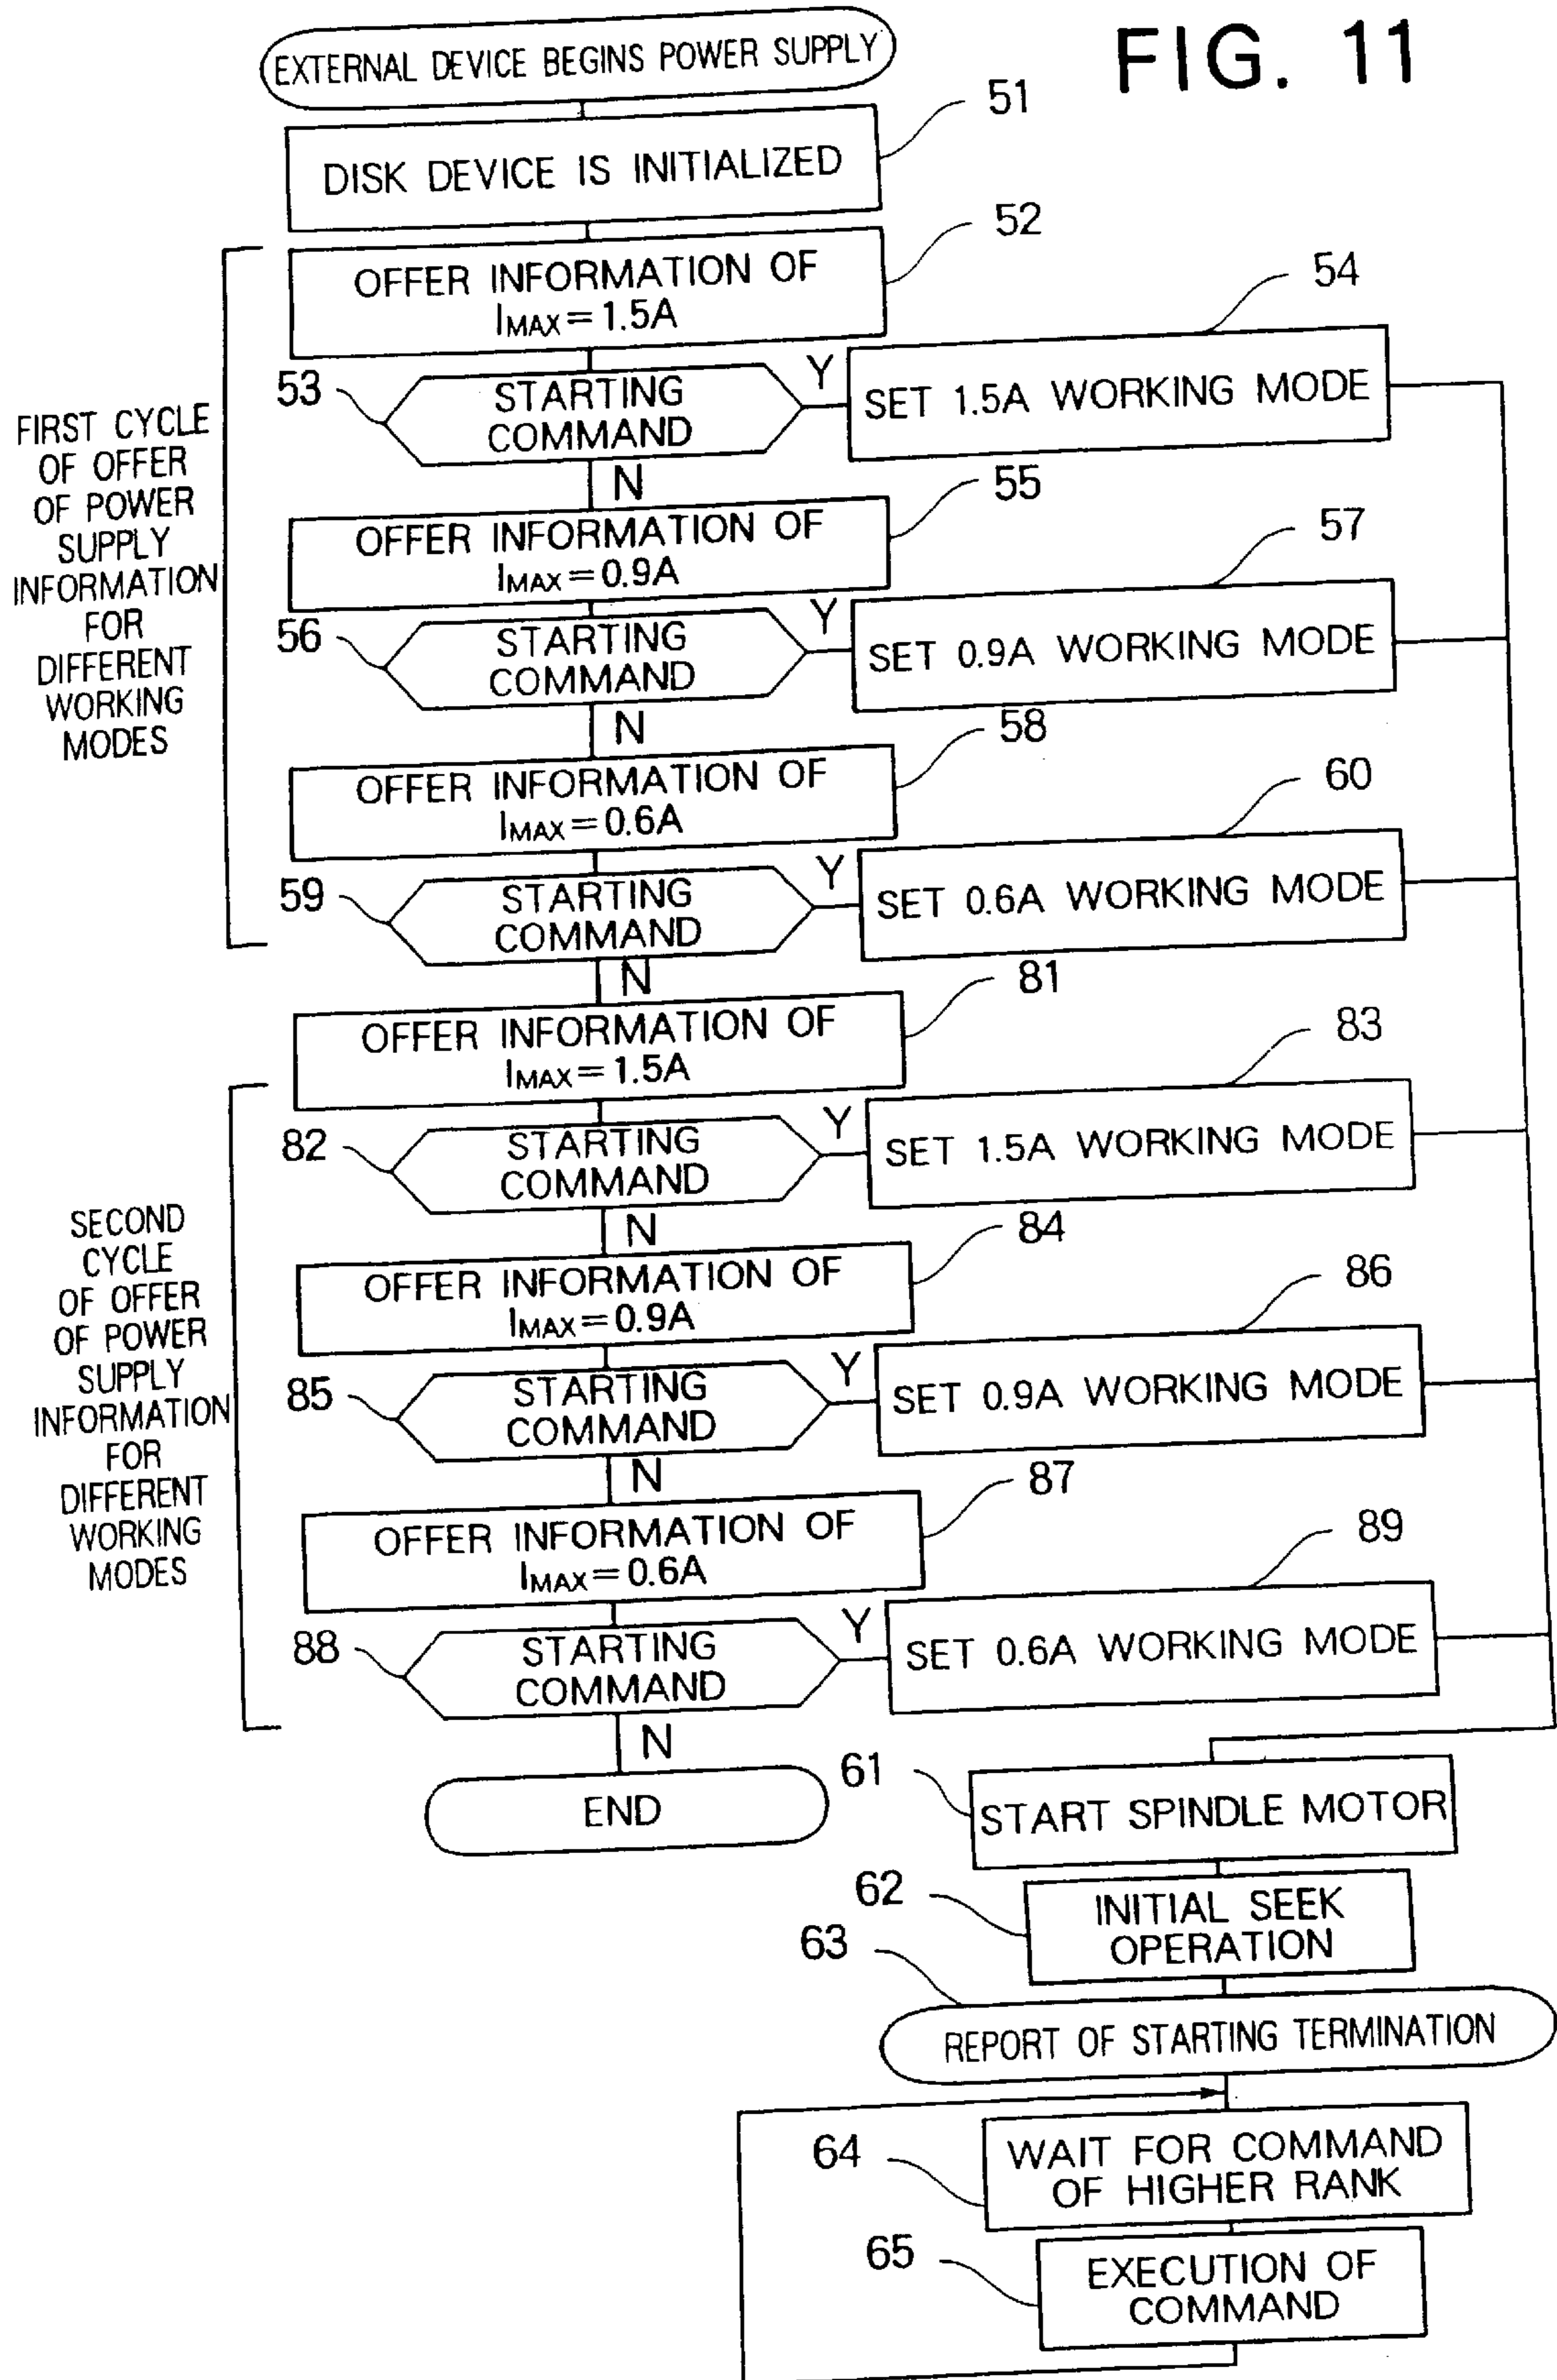 FIG. 11
EXTERNAL DEVICE BEGINS POWER SUPPLY
51
DISK DEVICE IS INITIALIZED
52
OFFER INFORMATION OF
IMAX = 1.5A
54
53
STARTING
COMMAND
Y
SET 1.5A WORKING MODE
N
FIRST CYCLE
OF OFFER
OF POWER
SUPPLY
INFORMATION
FOR
DIFFERENT
WORKING
MODES
55
OFFER INFORMATION OF
IMAX = 0.9A
57
56
STARTING
COMMAND
Y
SET 0.9A WORKING MODE
N
58
OFFER INFORMATION OF
IMAX = 0.6A
60
59
STARTING
COMMAND
Y
SET 0.6A WORKING MODE
N
81
OFFER INFORMATION OF
IMAX = 1.5A
83
82
STARTING
COMMAND
Y
SET 1.5A WORKING MODE
N
SECOND
CYCLE
OF OFFER
OF POWER
SUPPLY
INFORMATION
FOR
DIFFERENT
WORKING
MODES
84
OFFER INFORMATION OF
IMAX = 0.9A
86
85
STARTING
COMMAND
Y
SET 0.9A WORKING MODE
N
87
OFFER INFORMATION OF
IMAX = 0.6A
89
88
STARTING
COMMAND
Y
SET 0.6A WORKING MODE
N
END
61
START SPINDLE MOTOR
62
INITIAL SEEK
OPERATION
63
REPORT OF STARTING TERMINATION
64
WAIT FOR COMMAND
OF HIGHER RANK
65
EXECUTION OF
COMMAND